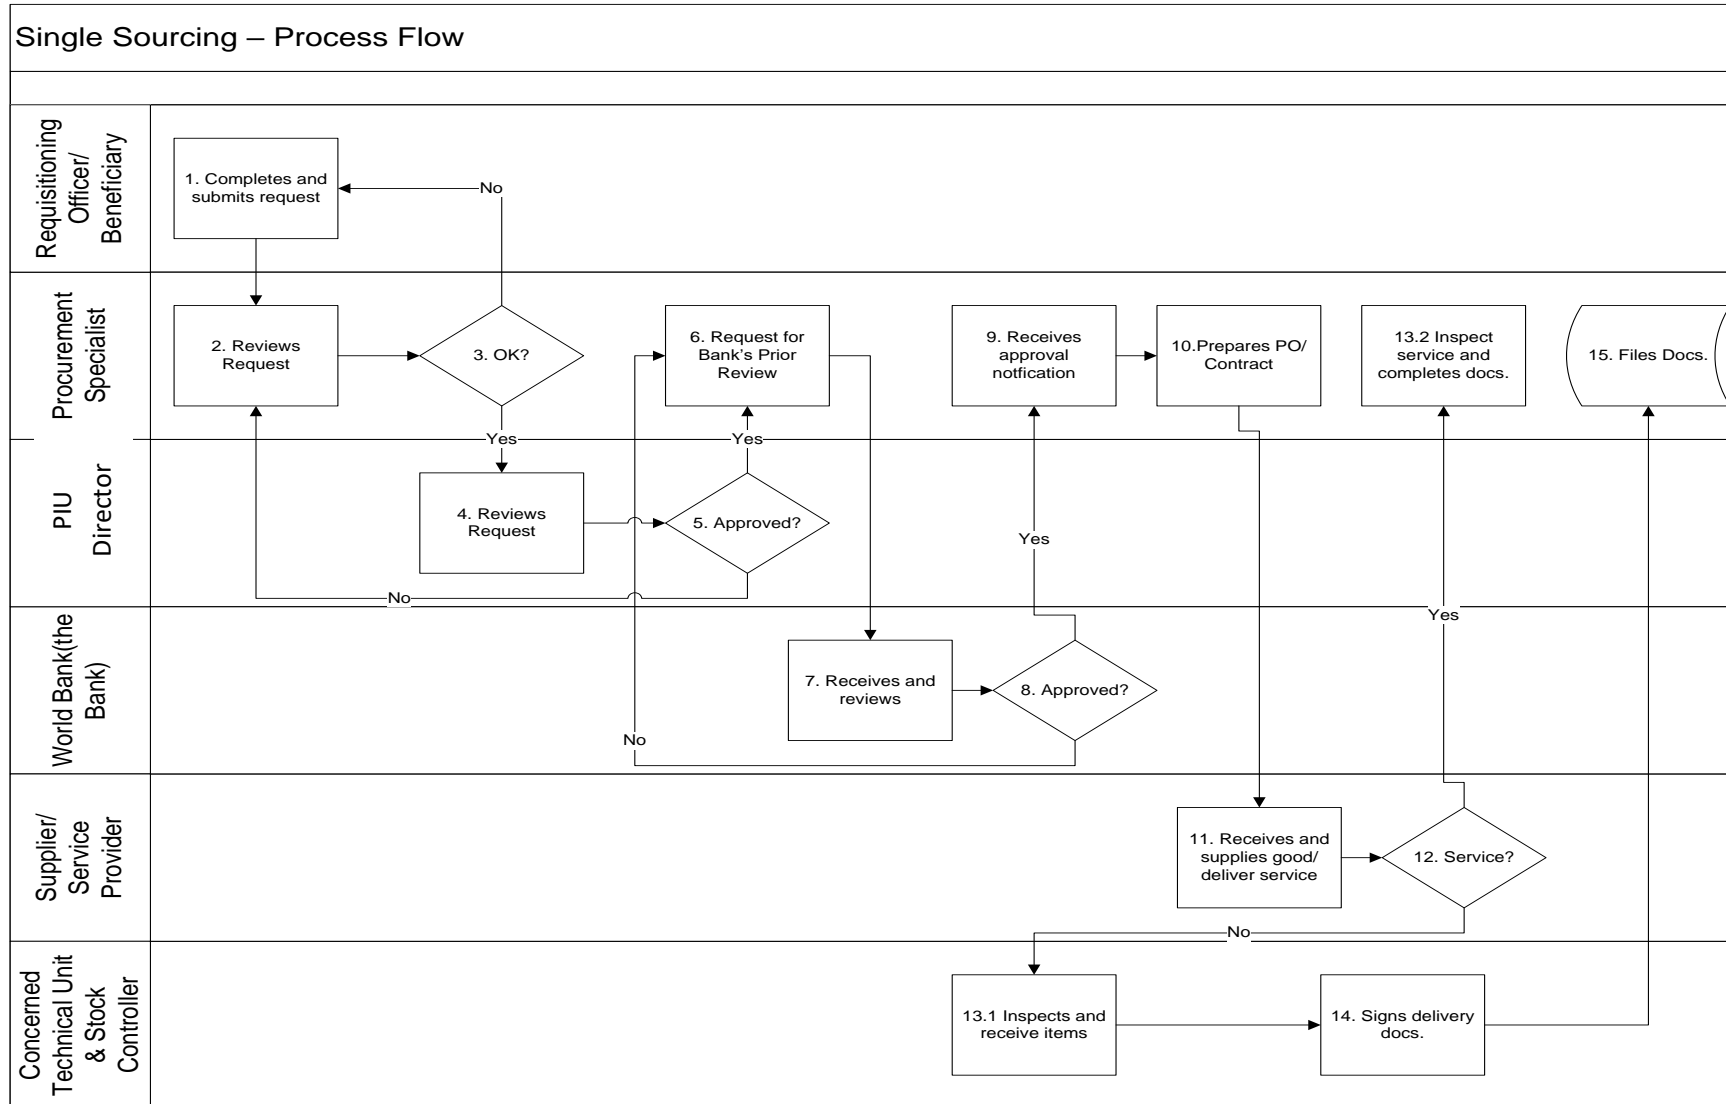 Single Sourcing – Process Flow
Requisitioning
Officer/
Beneficiary
1. Completes and
submits request
No
Procurement
Specialist
2. Reviews
Request
3. OK?
6. Request for
Bank's Prior
Review
9. Receives
approval
notfication
10.Prepares PO/
Contract
13.2 Inspect
service and
completes docs.
15. Files Docs.
Yes
Yes
PIU
Director
4. Reviews
Request
5. Approved?
Yes
No
World Bank(the
Bank)
Yes
7. Receives and
reviews
8. Approved?
No
Supplier/
Service
Provider
11. Receives and
supplies good/
deliver service
12. Service?
No
Concerned
Technical Unit
& Stock
Controller
13.1 Inspects and
receive items
14. Signs delivery
docs.